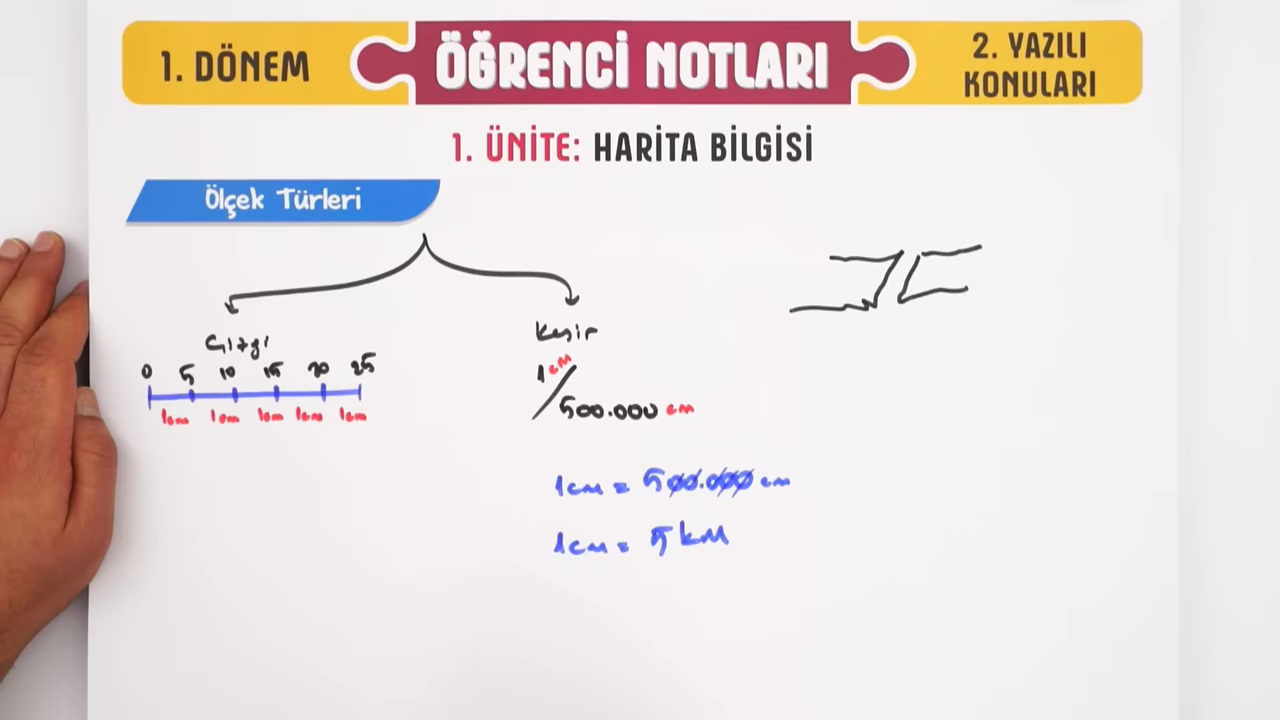 1. DÖNEM
ÖĞRENCİ NOTLARI
2. YAZILI
KONULARI
1. ÜNİTE: HARİTA BİLGİSİ
Ölçek Türleri
Çizgi
0 5 10 15 20 25
1cm 1cm 1cm 1cm 1cm
Kesir
1cm/
500.000 cm
1cm = 500.000 cm
1cm = 5 km